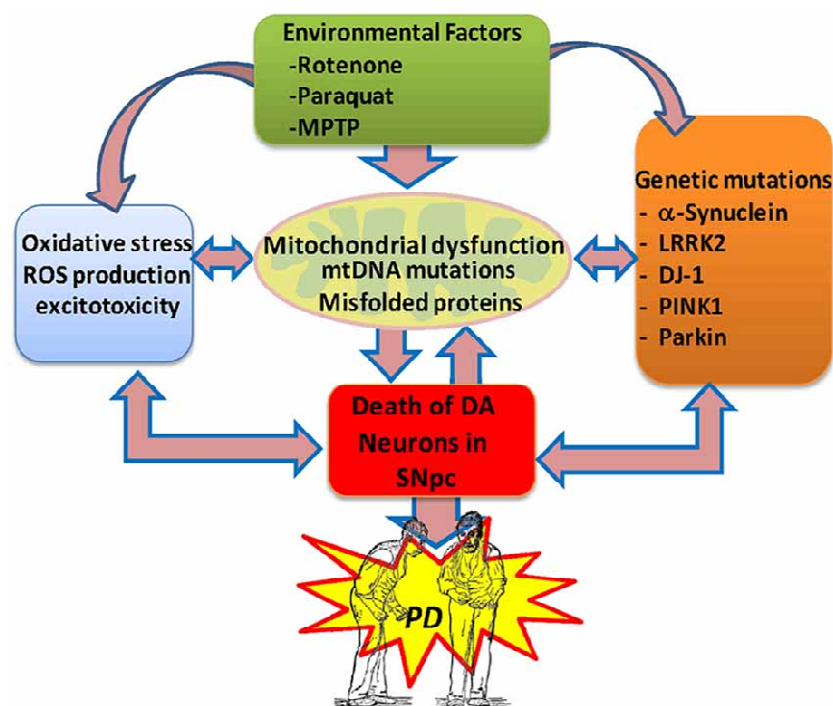 Environmental Factors
-Rotenone
-Paraquat
-MPTP
Oxidative stress
ROS production
excitotoxicity
Mitochondrial dysfunction
mtDNA mutations
Misfolded proteins
Genetic mutations
- α-Synuclein
- LRRK2
- DJ-1
- PINK1
- Parkin
Death of DA
Neurons in
SNpc
PD